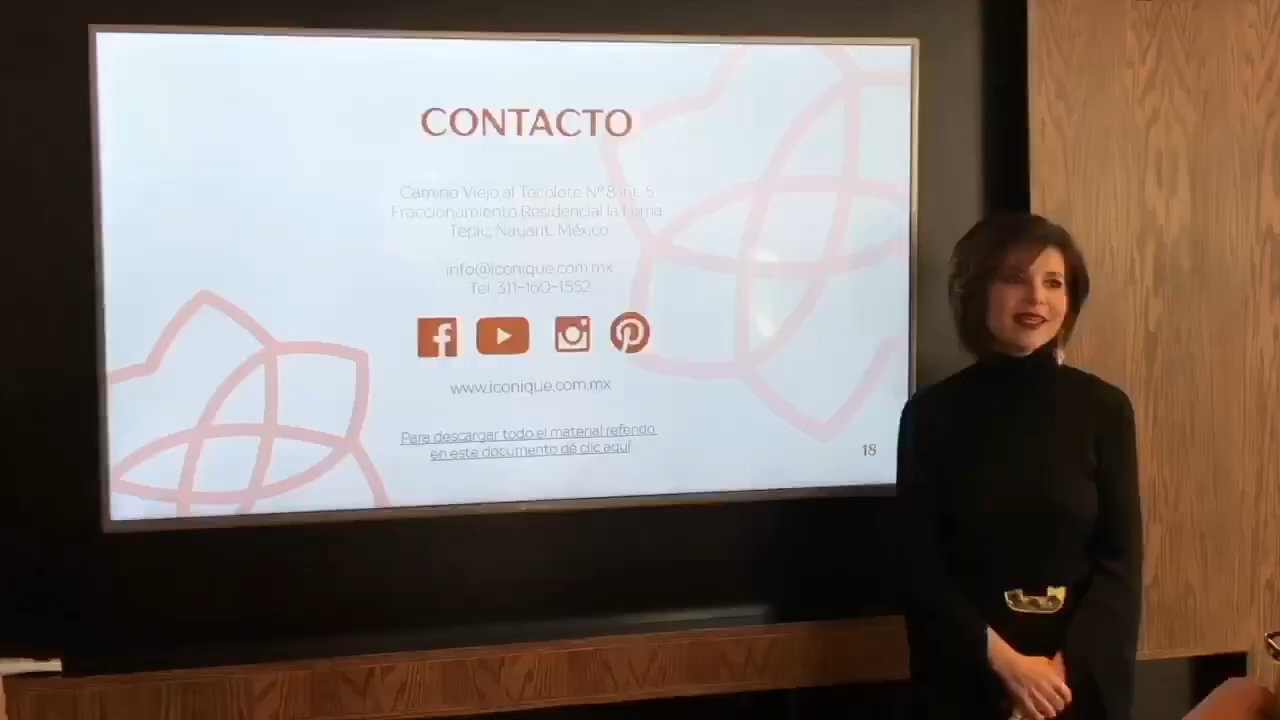 CONTACTO
Camino Viejo al Tocolote Nº 8 int. 5
Fraccionamiento Residencial la Loma
Tepic, Nayarit. México
info@iconique.com.mx
Tel 311-160-1552
www.iconique.com.mx
Para descargar todo el material referido
en este documento dé clic aquí
18